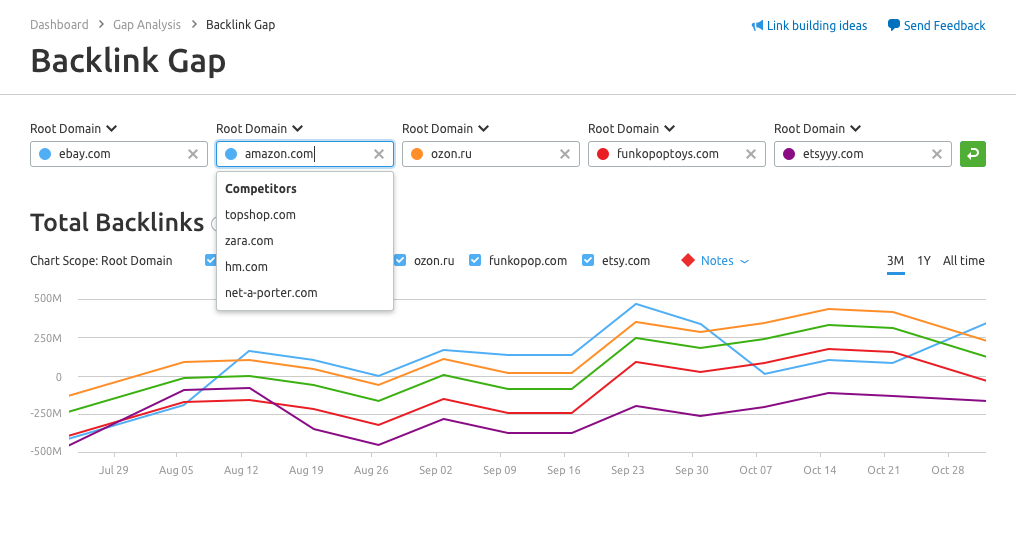 Dashboard > Gap Analysis > Backlink Gap
Link building ideas
Send Feedback
Backlink Gap
Root Domain Root Domain Root Domain Root Domain Root Domain
ebay.com amazon.com ozon.ru funkopoptoys.com etsyyy.com
Competitors
topshop.com
zara.com
hm.com
net-a-porter.com
Total Backlinks
Chart Scope: Root Domain ozon.ru funkopop.com etsy.com Notes 3M 1Y All time
500M
250M
0
-250M
-500M
Jul 29 Aug 05 Aug 12 Aug 19 Aug 26 Sep 02 Sep 09 Sep 16 Sep 23 Sep 30 Oct 07 Oct 14 Oct 21 Oct 28